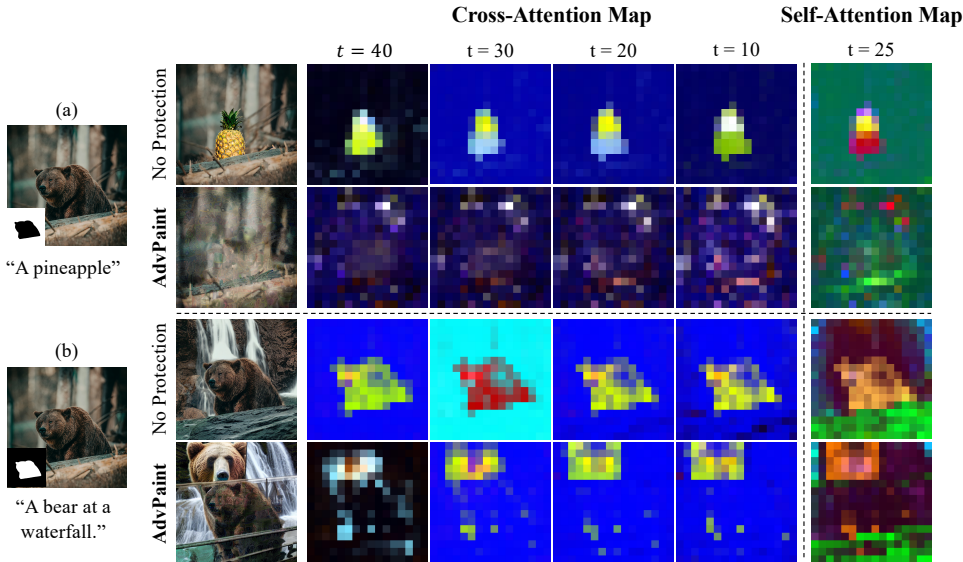 Cross-Attention Map
Self-Attention Map
t = 40
t = 30
t = 20
t = 10
t = 25
(a)
"A pineapple"
No Protection
AdvPaint
(b)
"A bear at a
waterfall."
No Protection
AdvPaint